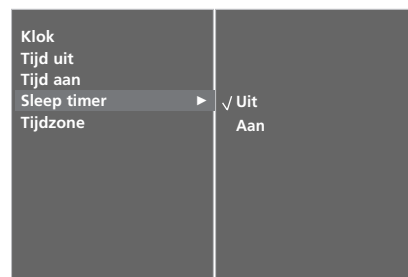 Klok
Tijd uit
Tijd aan
Sleep timer ►
Tijdzone
√ Uit
Aan